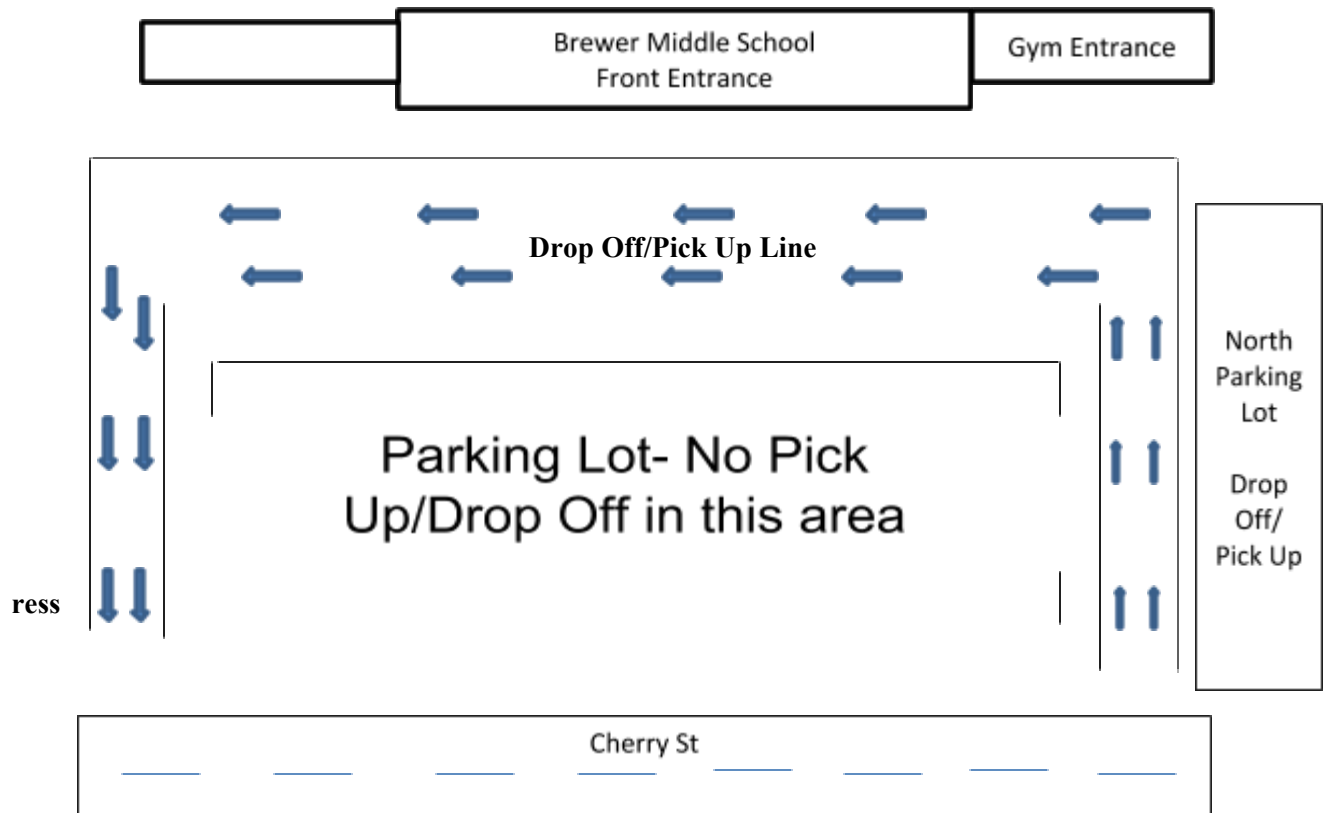 Brewer Middle School
Front Entrance
Gym Entrance
Drop Off/Pick Up Line
North
Parking
Lot
Drop
Off/
Pick Up
Parking Lot- No Pick
Up/Drop Off in this area
ress
Cherry St